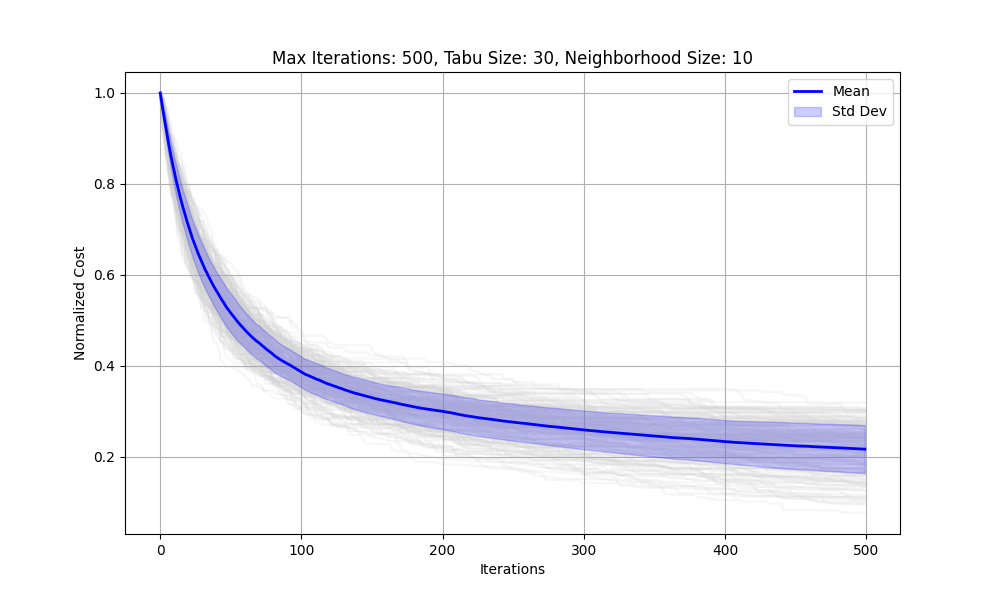 Max Iterations: 500, Tabu Size: 30, Neighborhood Size: 10
Mean
Std Dev
Normalized Cost
1.0
0.8
0.6
0.4
0.2
0 100 200 300 400 500
Iterations